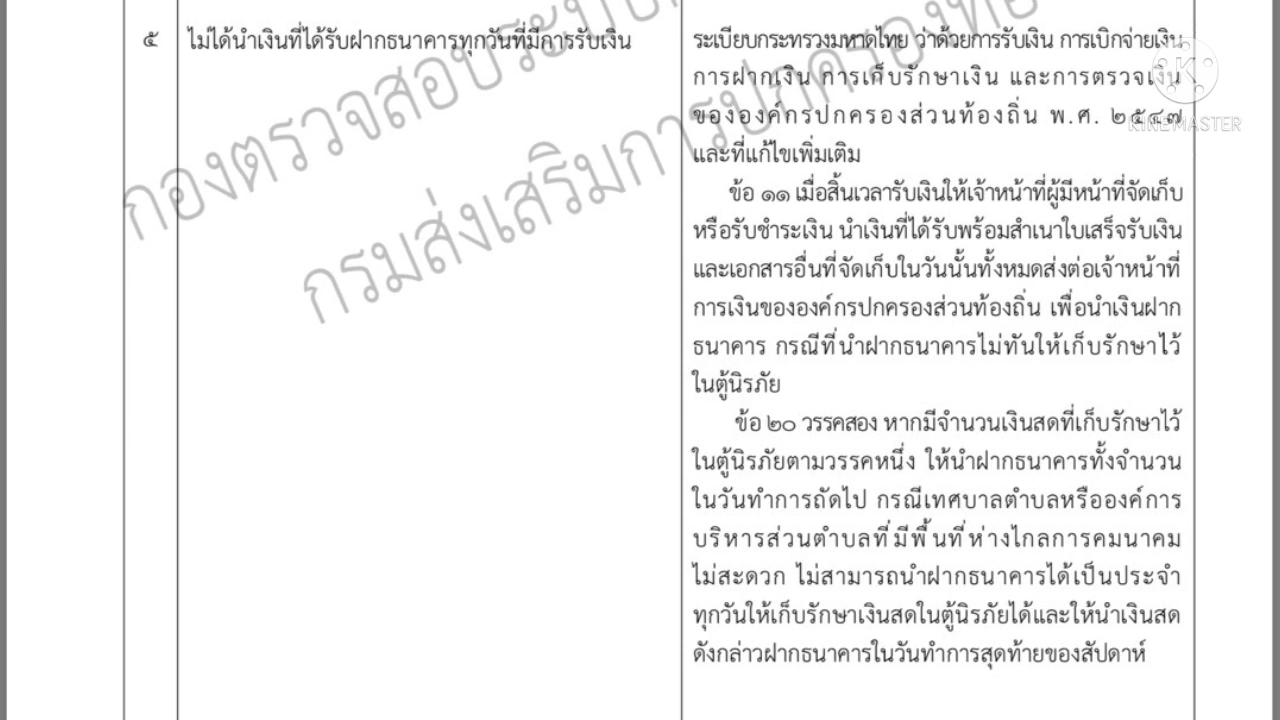 ๕ ไม่ได้นำเงินที่ได้รับฝากธนาคารทุกวันที่มีการรับเงิน
ระเบียบกระทรวงมหาดไทย ว่าด้วยการรับเงิน การเบิกจ่ายเงิน
การฝากเงิน การเก็บรักษาเงิน และการตรวจเงิน
ขององค์กรปกครองส่วนท้องถิ่น พ.ศ. ๒๕๔๗
และที่แก้ไขเพิ่มเติม
ข้อ ๑๑ เมื่อสิ้นเวลารับเงินให้เจ้าหน้าที่ผู้มีหน้าที่จัดเก็บ
หรือรับชำระเงิน นำเงินที่ได้รับพร้อมสำเนาใบเสร็จรับเงิน
และเอกสารอื่นที่จัดเก็บในวันนั้นทั้งหมดส่งต่อเจ้าหน้าที่
การเงินขององค์กรปกครองส่วนท้องถิ่น เพื่อนำเงินฝาก
ธนาคาร กรณีที่นำฝากธนาคารไม่ทันให้เก็บรักษาไว้
ในตู้นิรภัย
ข้อ ๒๐ วรรคสอง หากมีจำนวนเงินสดที่เก็บรักษาไว้
ในตู้นิรภัยตามวรรคหนึ่ง ให้นำฝากธนาคารทั้งจำนวน
ในวันทำการถัดไป กรณีเทศบาลตำบลหรือองค์การ
บริหารส่วนตำบลที่มีพื้นที่ห่างไกลการคมนาคม
ไม่สะดวก ไม่สามารถนำฝากธนาคารได้เป็นประจำ
ทุกวันให้เก็บรักษาเงินสดในตู้นิรภัยได้และให้นำเงินสด
ดังกล่าวฝากธนาคารในวันทำการสุดท้ายของสัปดาห์
กองตรวจสอบระบบ
กรมส่งเสริมการปกครองท้อง
K
KINEMASTER